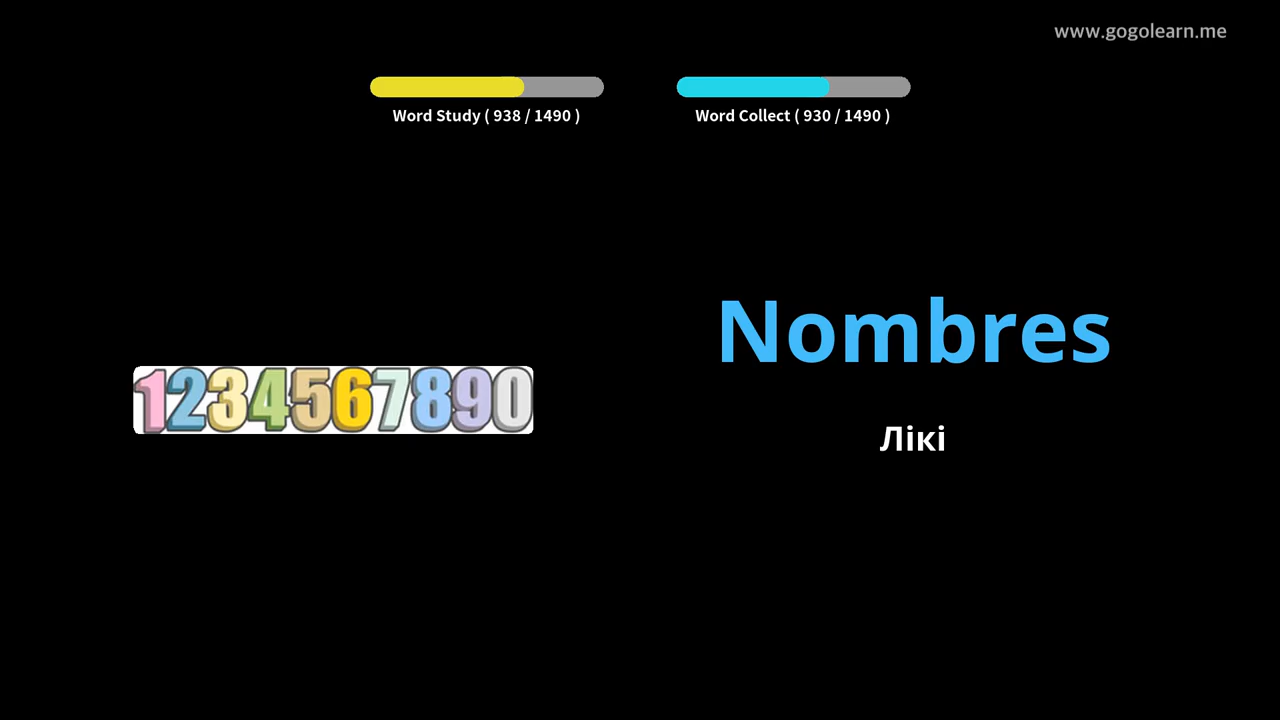 www.gogolearn.me
Word Study ( 938 / 1490 )
Word Collect ( 930 / 1490 )
Nombres
1234567890
Лікі